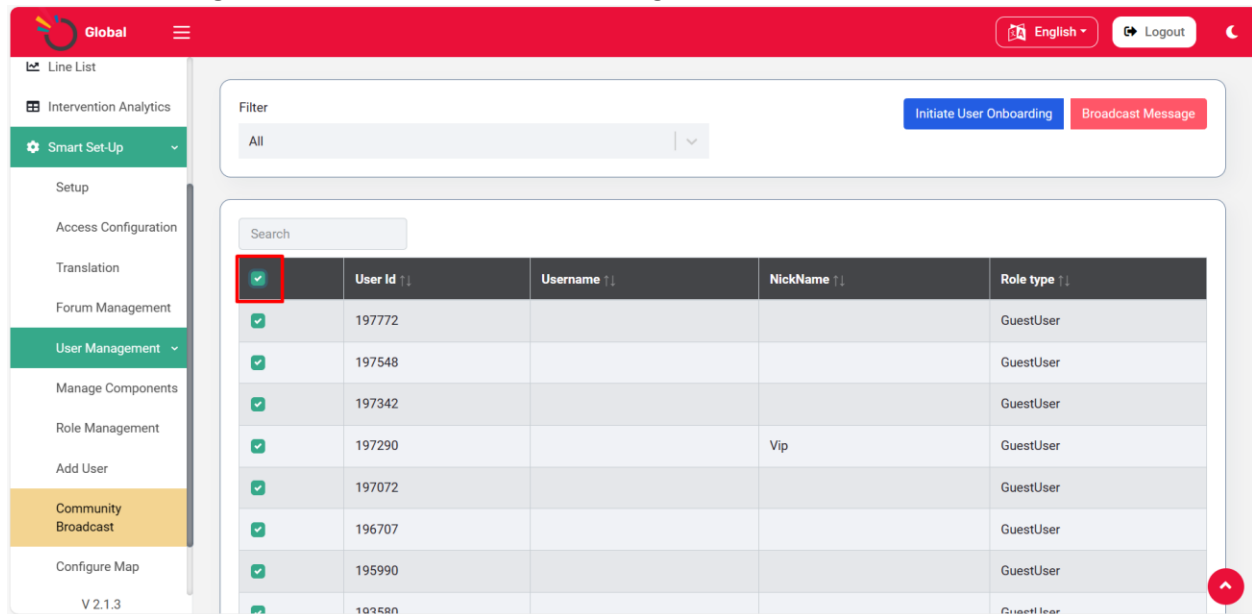 Global
English
Logout
Line List
Intervention Analytics
Smart Set-Up
Setup
Access Configuration
Translation
Forum Management
User Management
Manage Components
Role Management
Add User
Community
Broadcast
Configure Map
V 2.1.3
Filter
All
Initiate User Onboarding
Broadcast Message
Search
User Id ↑↓ Username ↑↓ NickName ↑↓ Role type ↑↓
197772 GuestUser
197548 GuestUser
197342 GuestUser
197290 Vip GuestUser
197072 GuestUser
196707 GuestUser
195990 GuestUser
193580 GuestUser